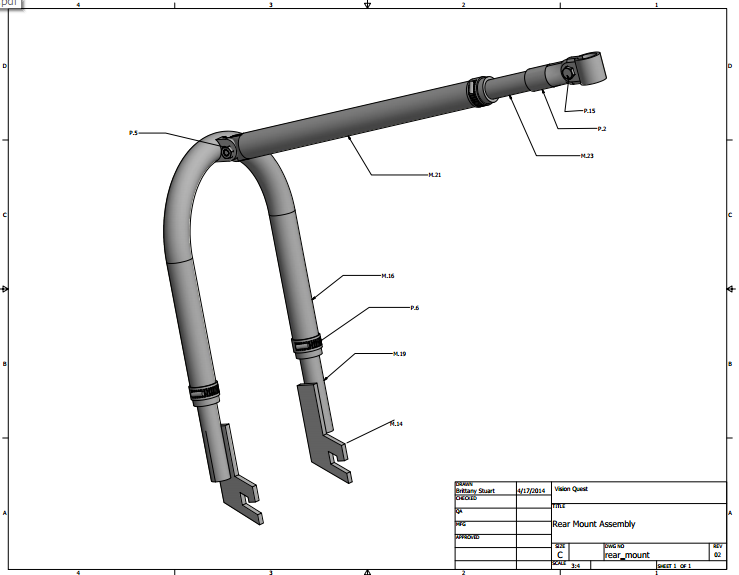 pdf
4 3 2 1
D D
P.15
P.2
P.5
M.23
M.21
C C
M.16
P.6
M.19
B B
M.14
DRAWN
Brittany Stuart 4/17/2014 Vision Quest
CHECKED
QA
TITLE
MFG
Rear Mount Assembly
APPROVED
SIZE DWG NO REV
C rear_mount 02
SCALE 3:4 SHEET 1 OF 1
A A
4 3 2 1